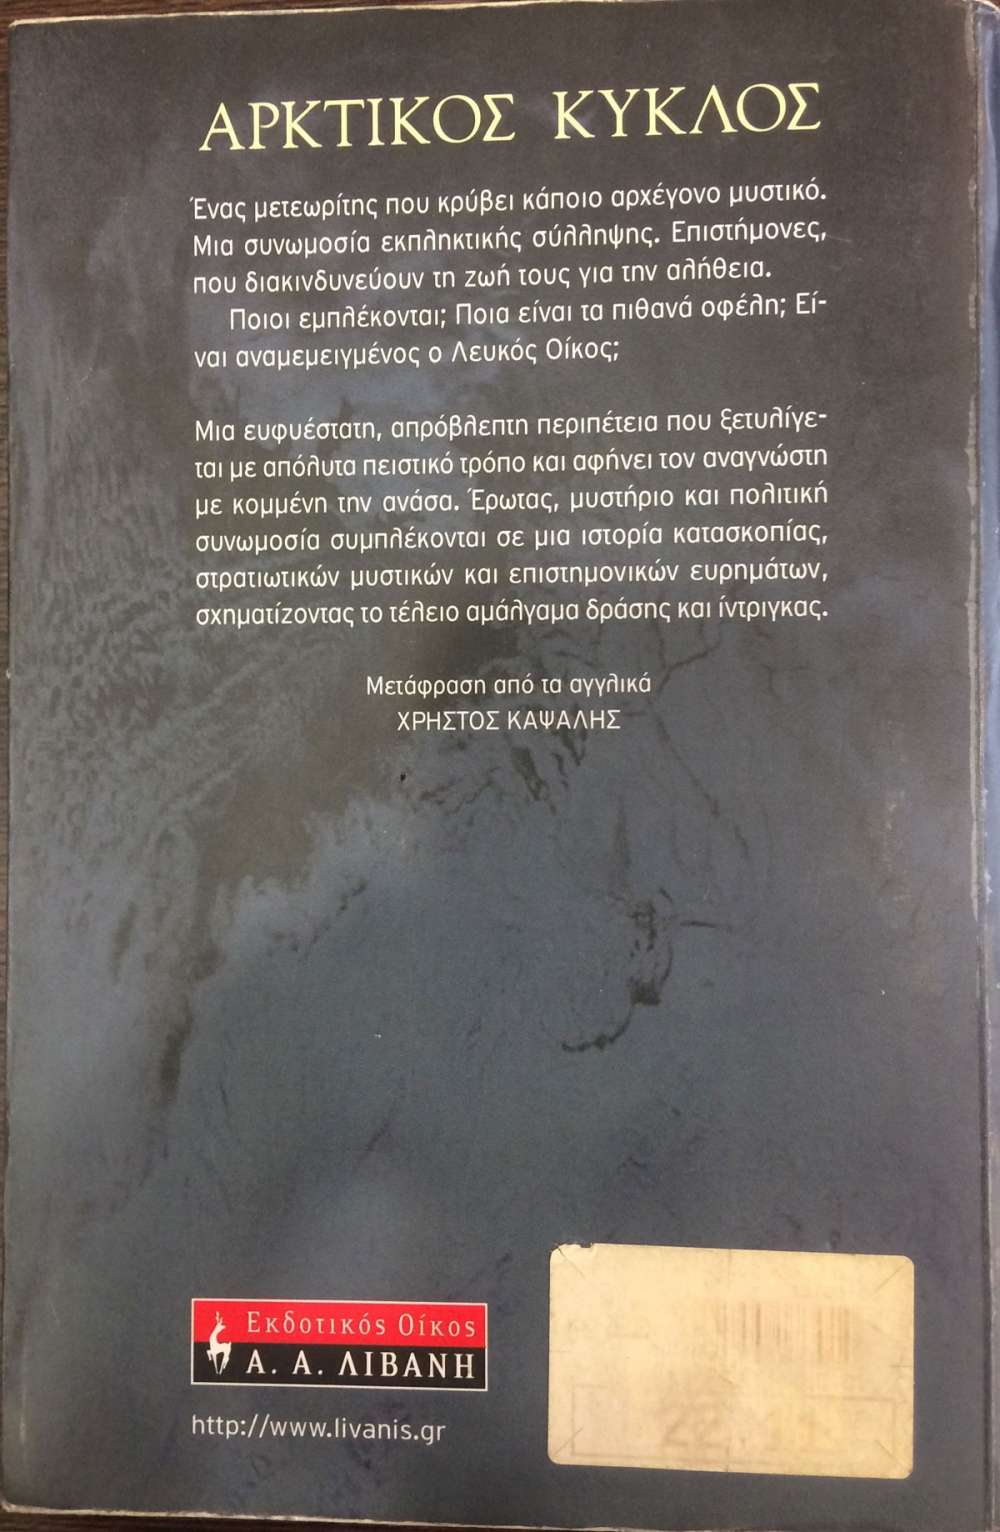 ΑΡΚΤΙΚΟΣ ΚΥΚΛΟΣ
Ένας μετεωρίτης που κρύβει κάποιο αρχέγονο μυστικό.
Μια συνωμοσία εκπληκτικής σύλληψης. Επιστήμονες,
που διακινδυνεύουν τη ζωή τους για την αλήθεια.
Ποιοι εμπλέκονται; Ποια είναι τα πιθανά οφέλη; Εί-
ναι αναμεμειγμένος ο Λευκός Οίκος;
Μια ευφυέστατη, απρόβλεπτη περιπέτεια που ξετυλίγε-
ται με απόλυτα πειστικό τρόπο και αφήνει τον αναγνώστη
με κομμένη την ανάσα. Έρωτας, μυστήριο και πολιτική
συνωμοσία συμπλέκονται σε μια ιστορία κατασκοπίας,
στρατιωτικών μυστικών και επιστημονικών ευρημάτων,
σχηματίζοντας το τέλειο αμάλγαμα δράσης και ίντριγκας.
Μετάφραση από τα αγγλικά
ΧΡΗΣΤΟΣ ΚΑΨΑΛΗΣ
Εκδοτικός Οίκος
Α. Α. ΛΙΒΑΝΗ
http://www.livanis.gr